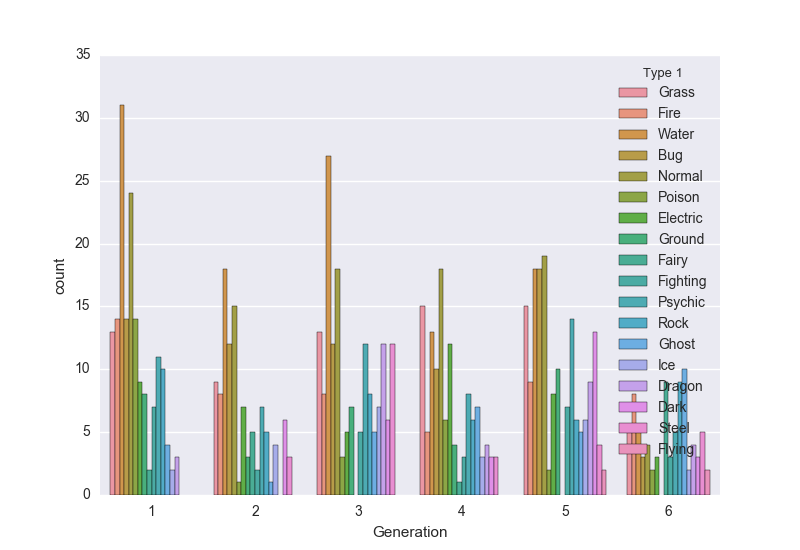 35
30
25
20
15
10
5
0
count
1 2 3 4 5 6
Generation
Type 1
Grass
Fire
Water
Bug
Normal
Poison
Electric
Ground
Fairy
Fighting
Psychic
Rock
Ghost
Ice
Dragon
Dark
Steel
Flying